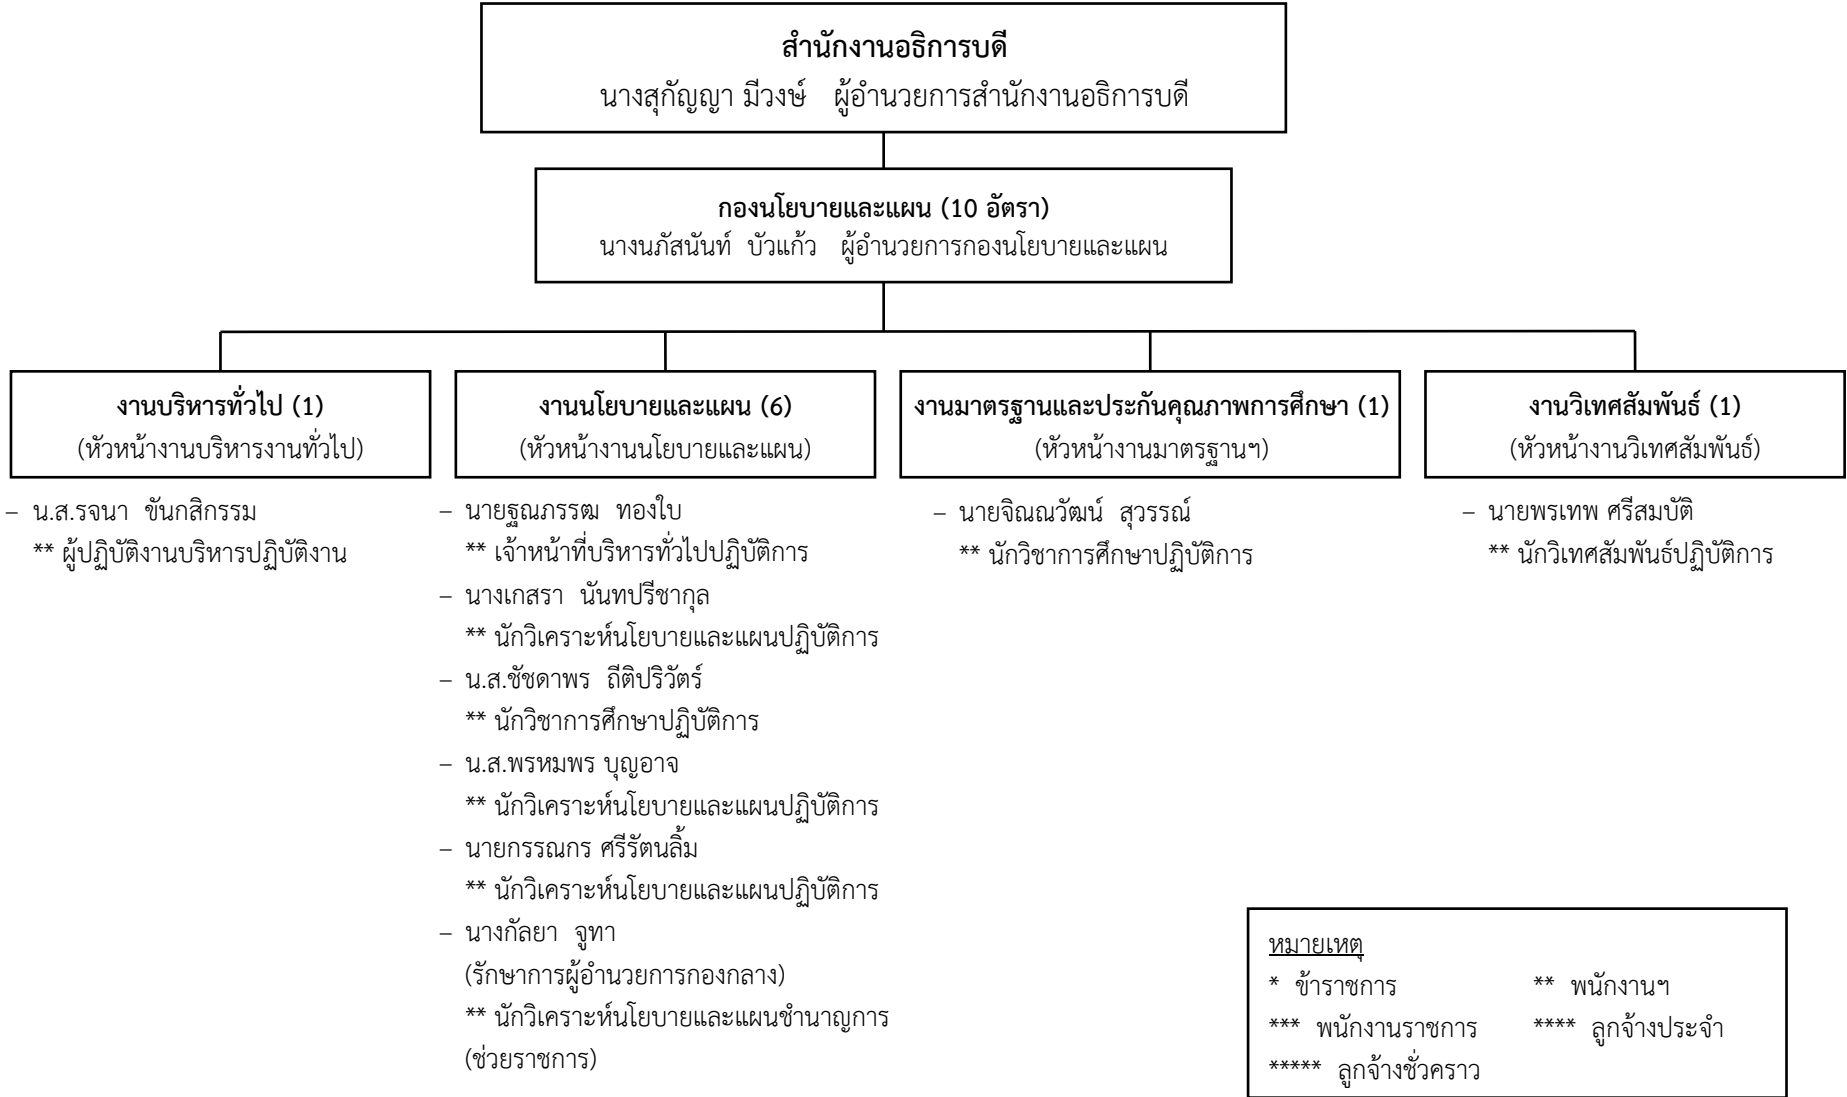 สำนักงานอธิการบดี
นางสุกัญญา มีวงษ์ ผู้อำนวยการสำนักงานอธิการบดี
กองนโยบายและแผน (10 อัตรา)
นางนภัสนันท์ บัวแก้ว ผู้อำนวยการกองนโยบายและแผน
งานบริหารทั่วไป (1)
(หัวหน้างานบริหารงานทั่วไป)
– น.ส.รจนา ขันกสิกรรม
** ผู้ปฏิบัติงานบริหารปฏิบัติงาน
งานนโยบายและแผน (6)
(หัวหน้างานนโยบายและแผน)
– นายฐณภรรฒ ทองใบ
** เจ้าหน้าที่บริหารทั่วไปปฏิบัติการ
– นางเกสรา นันทปรีชากุล
** นักวิเคราะห์นโยบายและแผนปฏิบัติการ
– น.ส.ชัชดาพร ถีติปริวัตร์
** นักวิชาการศึกษาปฏิบัติการ
– น.ส.พรหมพร บุญอาจ
** นักวิเคราะห์นโยบายและแผนปฏิบัติการ
– นายกรรณกร ศรีรัตนลิ้ม
** นักวิเคราะห์นโยบายและแผนปฏิบัติการ
– นางกัลยา จูทา
(รักษาการผู้อำนวยการกองกลาง)
** นักวิเคราะห์นโยบายและแผนชำนาญการ
(ช่วยราชการ)
งานมาตรฐานและประกันคุณภาพการศึกษา (1)
(หัวหน้างานมาตรฐานฯ)
– นายจิณณวัฒน์ สุวรรณ์
** นักวิชาการศึกษาปฏิบัติการ
งานวิเทศสัมพันธ์ (1)
(หัวหน้างานวิเทศสัมพันธ์)
– นายพรเทพ ศรีสมบัติ
** นักวิเทศสัมพันธ์ปฏิบัติการ
หมายเหตุ
* ข้าราชการ ** พนักงานฯ
*** พนักงานราชการ **** ลูกจ้างประจำ
***** ลูกจ้างชั่วคราว